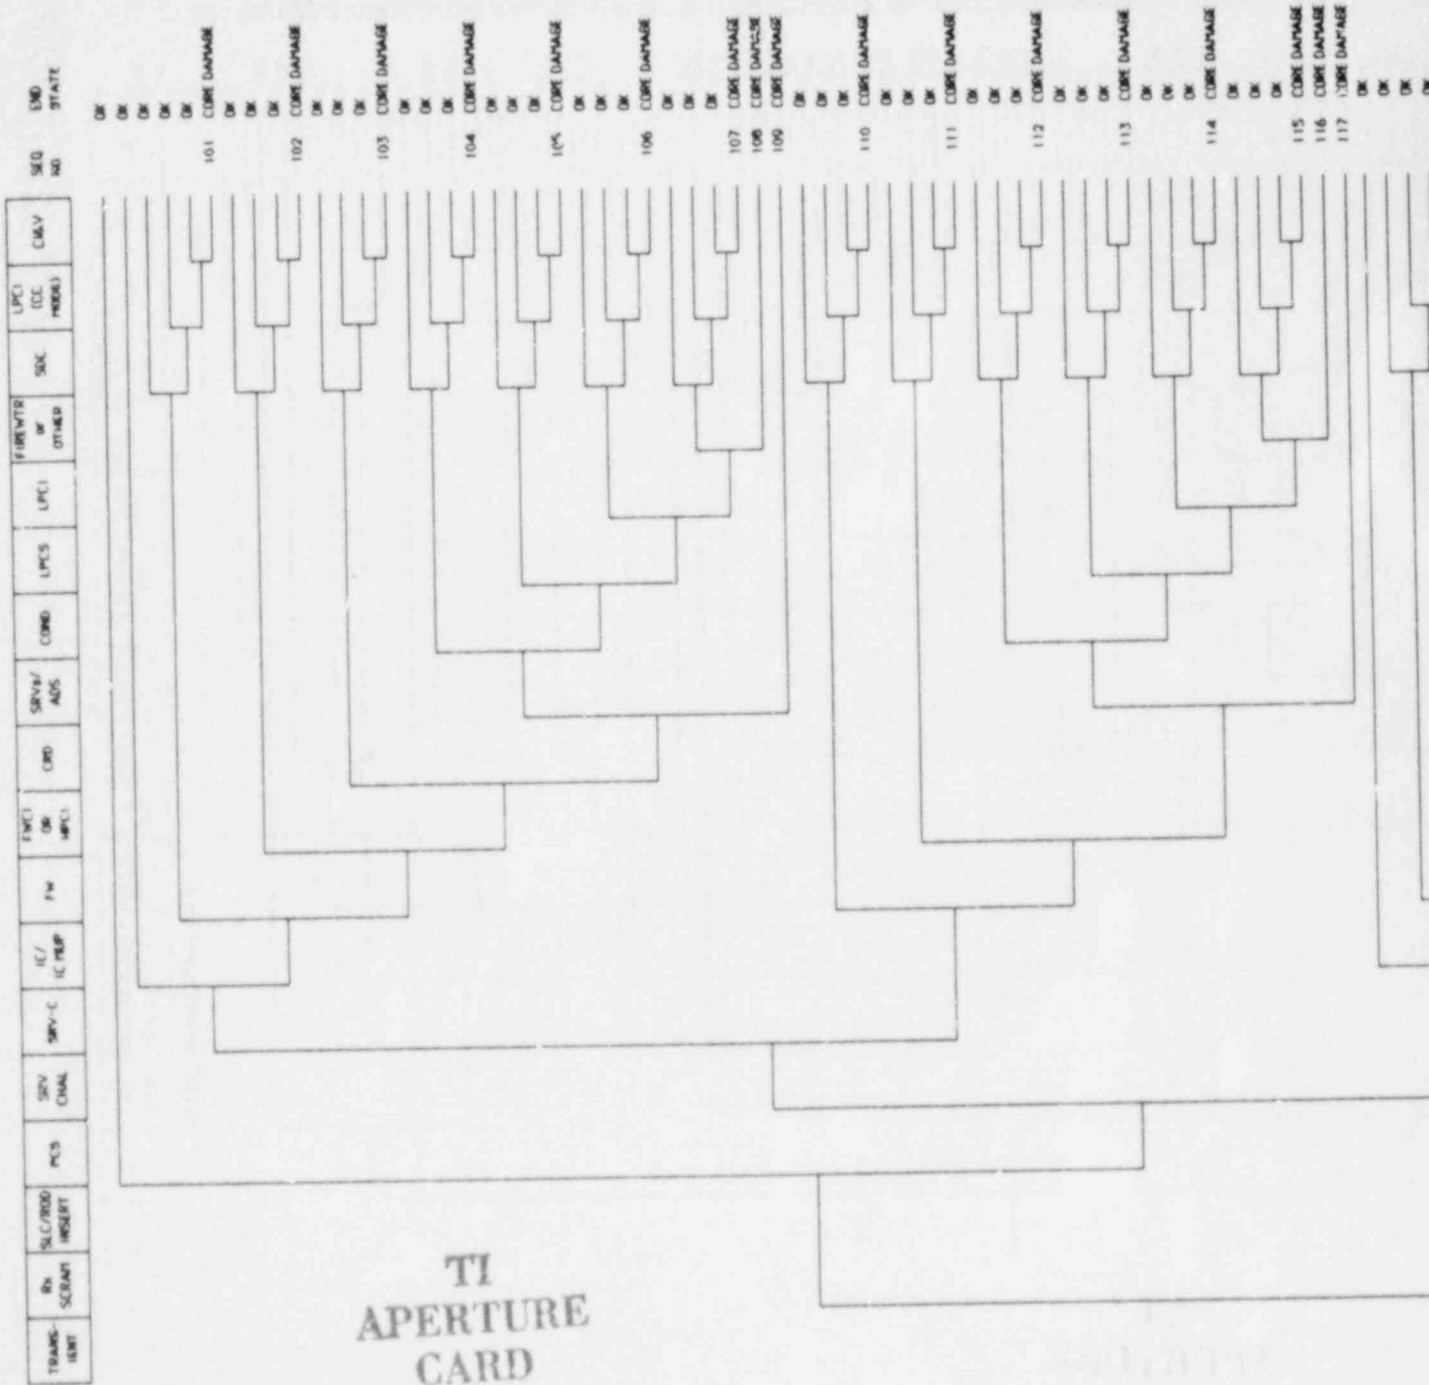 END
STATE
SEQ
NO
OK
OK
OK
OK
OK
101 CORE DAMAGE
OK
OK
OK
102 CORE DAMAGE
OK
OK
OK
103 CORE DAMAGE
OK
OK
OK
104 CORE DAMAGE
OK
OK
OK
105 CORE DAMAGE
OK
OK
OK
106 CORE DAMAGE
OK
OK
OK
107 CORE DAMAGE
108 CORE DAMAGE
109 CORE DAMAGE
OK
OK
OK
110 CORE DAMAGE
OK
OK
OK
111 CORE DAMAGE
OK
OK
OK
112 CORE DAMAGE
OK
OK
OK
113 CORE DAMAGE
OK
OK
OK
114 CORE DAMAGE
OK
OK
OK
115 CORE DAMAGE
116 CORE DAMAGE
117 CORE DAMAGE
OK
OK
OK
OK
CI&V
LPCI
(CC
MODE)
SDC
FIREWTR
or
OTHER
LPCI
LPCS
COND
SRVs/
ADS
CRD
FWCI
OR
HPCI
FW
IC/
IC MUP
SRV-C
SRV
CHAL
PCS
SLC/ROD
INSERT
Rx
SCRAM
TRANS-
IENT
TI
APERTURE
CARD